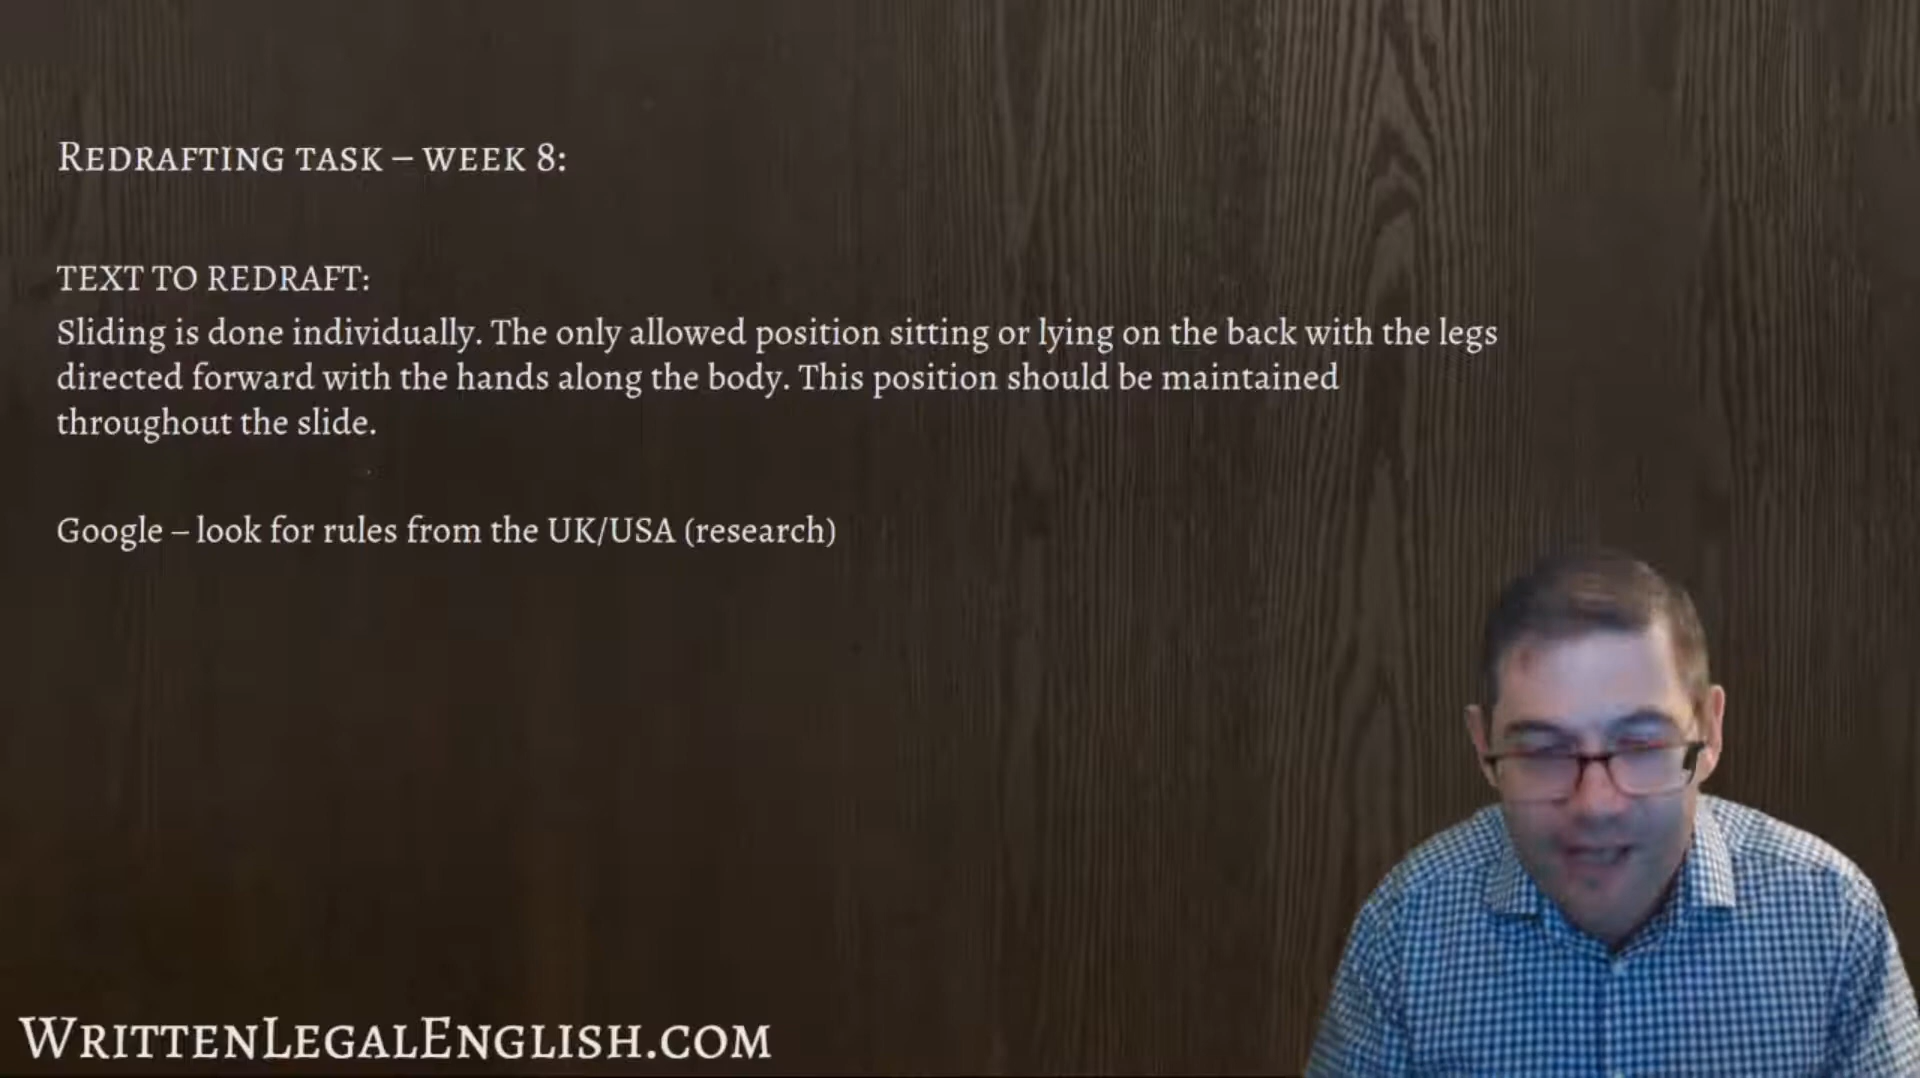 Redrafting task – week 8:
TEXT TO REDRAFT:
Sliding is done individually. The only allowed position sitting or lying on the back with the legs
directed forward with the hands along the body. This position should be maintained
throughout the slide.
Google – look for rules from the UK/USA (research)
WrittenLegalEnglish.com